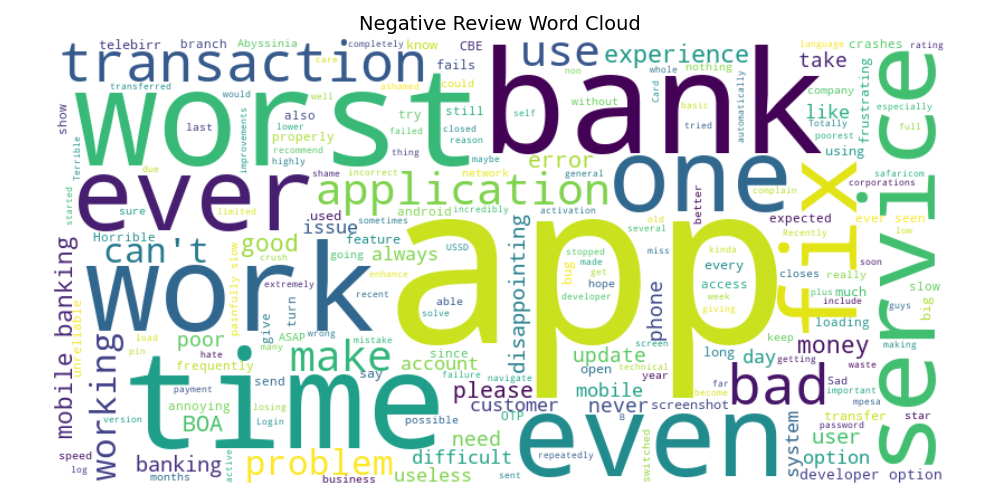 Negative Review Word Cloud
telebirr
branch
Abyssinia
completely
know
CBE
use
experience
language
crashes
rating
transaction
care
fails
nothing
take
transferred
would
well
ashamed
could
non
whole
basic
company
especially
worst
bank
service
show
last
also
try
still
without
self
Card
tried
automatically
like
Totally
poorest
frustrating
full
Terrible
lower
properly
failed
closed
reason
improvements
recommend
highly
thing
error
maybe
using
due
shame
incorrect
network
general
safaricom
corporations
ever
application
one
fix
complain
started
sure
limited
used
android
incredibly
activation
old
better
expected
ever
seen
Horrible
issue
sometimes
several
Recently
low
can't
good
feature
going
USSD
always
disappointing
stopped
miss
kinda
closes
really
soon
crush
enhance
bug
made
get
hope
every
access
week
giving
plus
much
slow
big
mobile banking
unreliable
work
painfully slow
extremely
recent
able
solve
developer
phone
include
guys
app
loading
give
turn
ASAP
wrong
screen
keep
making
load
poor
many
mistake
since
update
technical
long
day
money
working
pin
hate
make
account
open
year
far
getting
waste
frequently
say
failure
navigate
mobile
become
bad
Sad
important
mpesa
time
payment
send
please
customer
never
screenshot
password
annoying
losing
OTP
B
transfer
star
version
BOA
Login
possible
even
user
need
system
option
speed
banking
active
problem
difficult
repeatedly
switched
log
months
business
useless
sent
developer option